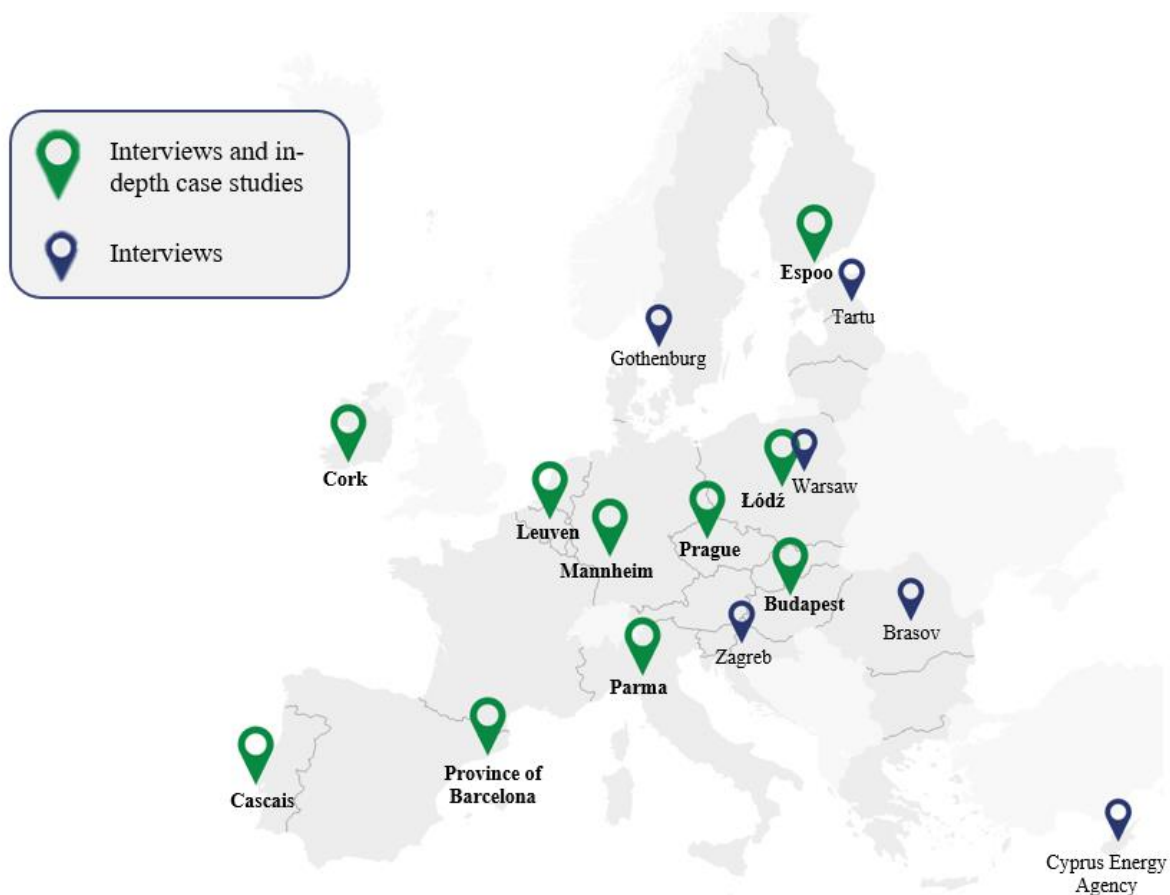 Interviews and in-
depth case studies
Interviews
Espoo
Tartu
Gothenburg
Cork
Łódź
Warsaw
Leuven
Prague
Mannheim
Budapest
Brasov
Zagreb
Parma
Province of
Barcelona
Cascais
Cyprus Energy
Agency